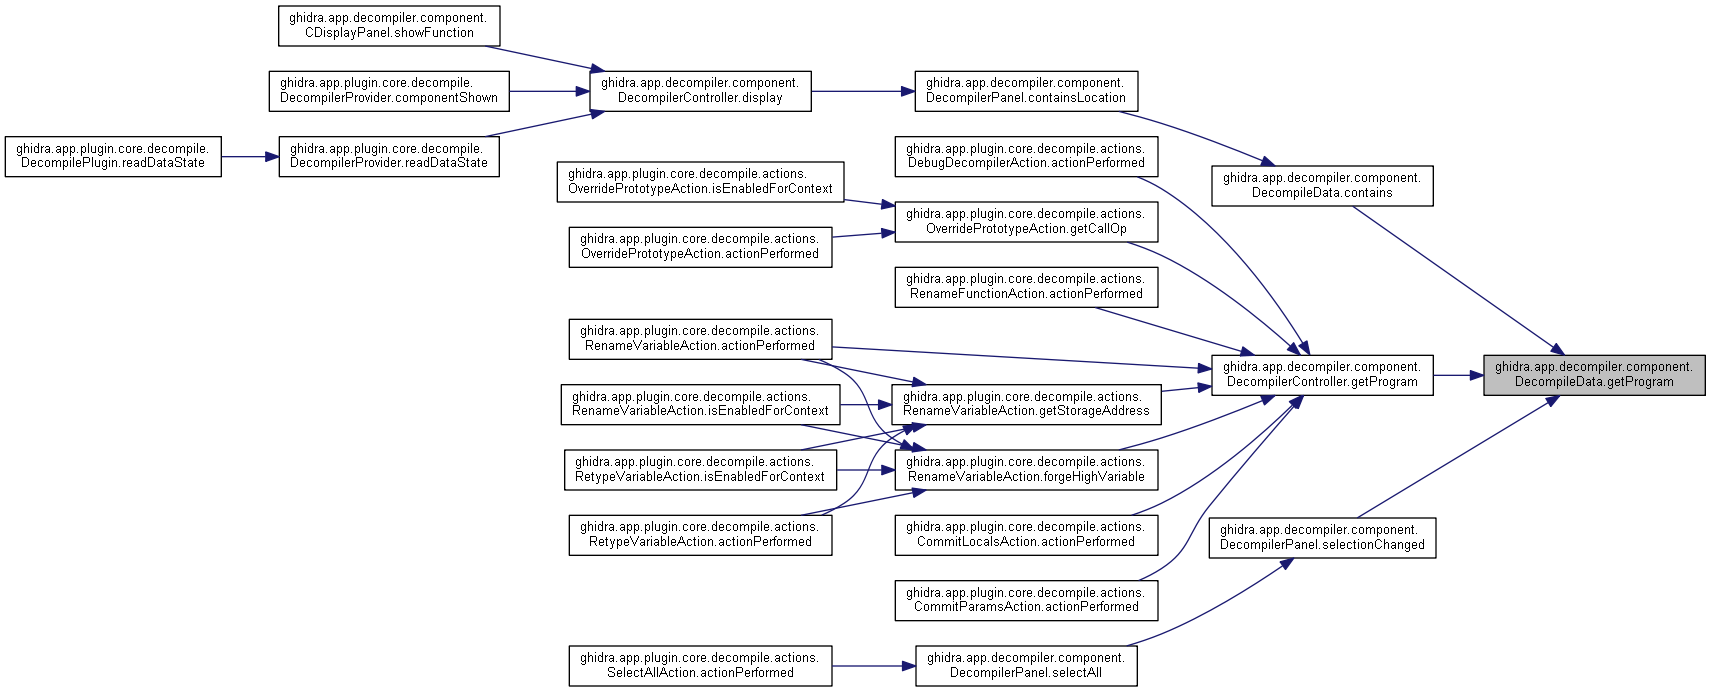 ghidra.app.decompiler.component.
CDisplayPanel.showFunction
ghidra.app.plugin.core.decompile.
DecompilerProvider.componentShown
ghidra.app.decompiler.component.
DecompilerController.display
ghidra.app.decompiler.component.
DecompilerPanel.containsLocation
ghidra.app.plugin.core.decompile.
DecompilePlugin.readDataState
ghidra.app.plugin.core.decompile.
DecompilerProvider.readDataState
ghidra.app.plugin.core.decompile.actions.
DebugDecompilerAction.actionPerformed
ghidra.app.plugin.core.decompile.actions.
OverridePrototypeAction.isEnabledForContext
ghidra.app.decompiler.component.
DecompileData.contains
ghidra.app.plugin.core.decompile.actions.
OverridePrototypeAction.getCallOp
ghidra.app.plugin.core.decompile.actions.
OverridePrototypeAction.actionPerformed
ghidra.app.plugin.core.decompile.actions.
RenameFunctionAction.actionPerformed
ghidra.app.plugin.core.decompile.actions.
RenameVariableAction.actionPerformed
ghidra.app.decompiler.component.
DecompilerController.getProgram
ghidra.app.decompiler.component.
DecompileData.getProgram
ghidra.app.plugin.core.decompile.actions.
RenameVariableAction.isEnabledForContext
ghidra.app.plugin.core.decompile.actions.
RenameVariableAction.getStorageAddress
ghidra.app.plugin.core.decompile.actions.
RetypeVariableAction.isEnabledForContext
ghidra.app.plugin.core.decompile.actions.
RenameVariableAction.forgeHighVariable
ghidra.app.plugin.core.decompile.actions.
RetypeVariableAction.actionPerformed
ghidra.app.plugin.core.decompile.actions.
CommitLocalsAction.actionPerformed
ghidra.app.decompiler.component.
DecompilerPanel.selectionChanged
ghidra.app.plugin.core.decompile.actions.
CommitParamsAction.actionPerformed
ghidra.app.plugin.core.decompile.actions.
SelectAllAction.actionPerformed
ghidra.app.decompiler.component.
DecompilerPanel.selectAll